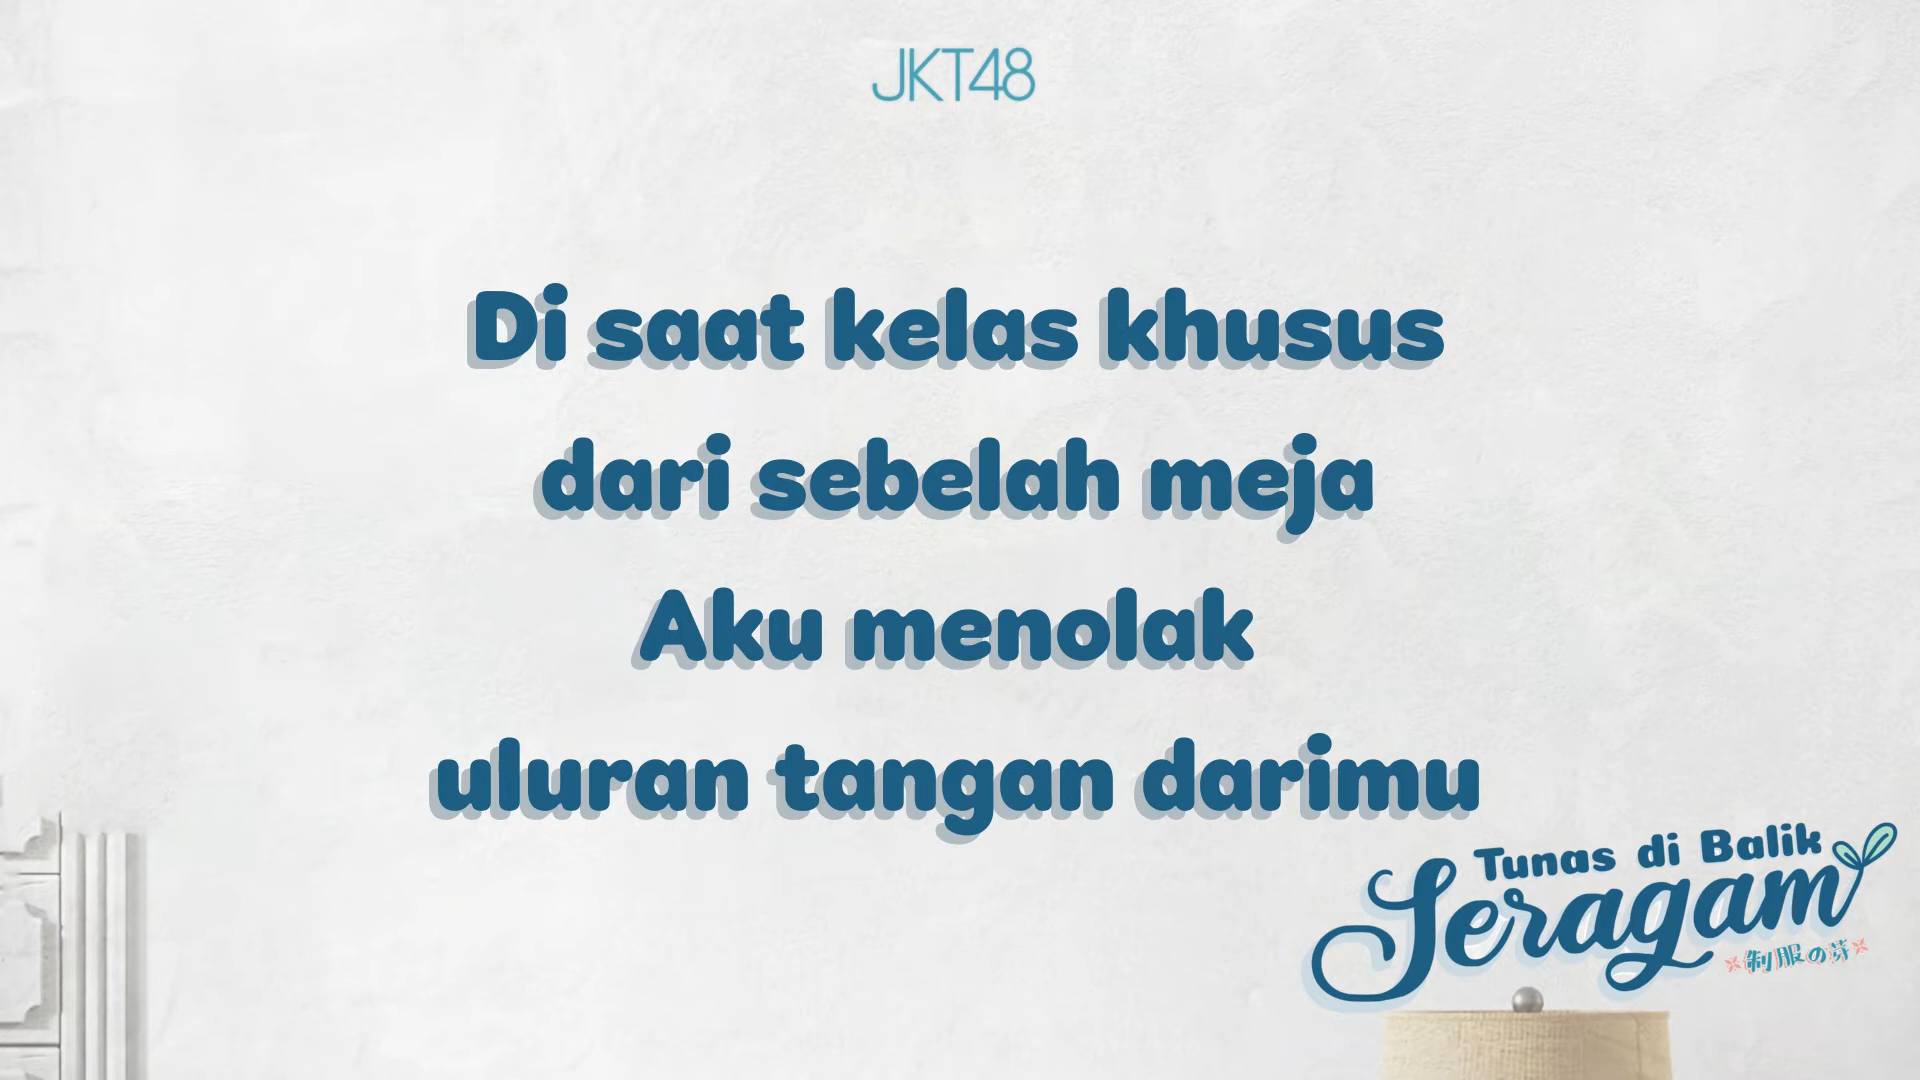 JKT48
Di saat kelas khusus
dari sebelah meja
Aku menolak
uluran tangan darimu
Tunas di Balik
Seragam
制服の芽